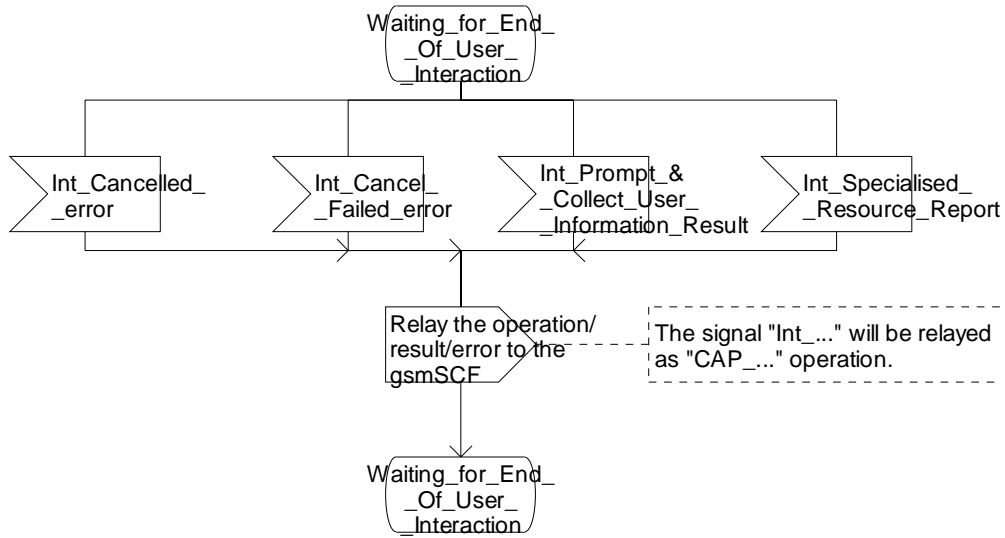 Waiting_for_End_
_Of_User_
_Interaction
Int_Cancelled_
_error
Int_Cancel_
_Failed_error
Int_Prompt_&
_Collect_User_
_Information_Result
Int_Specialised_
_Resource_Report
Relay the operation/
result/error to the
gsmSCF
The signal "Int_..." will be relayed
as "CAP_..." operation.
Waiting_for_End_
_Of_User_
_Interaction